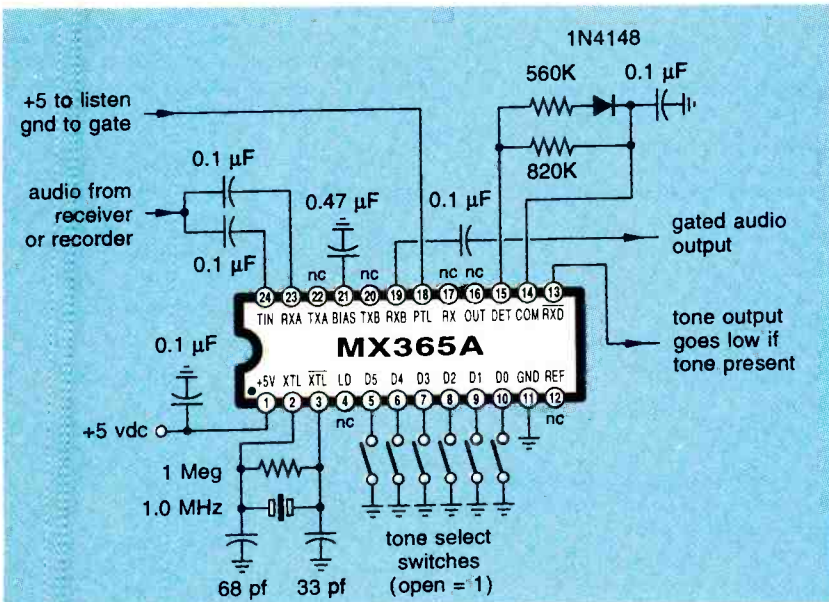 1N4148
560K
0.1 µF
+5 to listen
gnd to gate
820K
0.1 µF
0.47 µF
0.1 µF
audio from
receiver
or recorder
gated audio
output
0.1 µF
nc
nc
nc
nc
24 23 22 21 20 19 18 17 16 15 14 13
TIN RXA TXA BIAS TXB RXB PTL RX OUT DET COM RXD
tone output
goes low if
tone present
MX365A
0.1 µF
+5V XTL XTL LD D5 D4 D3 D2 D1 D0 GND REF
1 2 3 4 5 6 7 8 9 10 11 12
nc
nc
+5 vdc
1 Meg
1.0 MHz
tone select
switches
(open = 1)
68 pf
33 pf